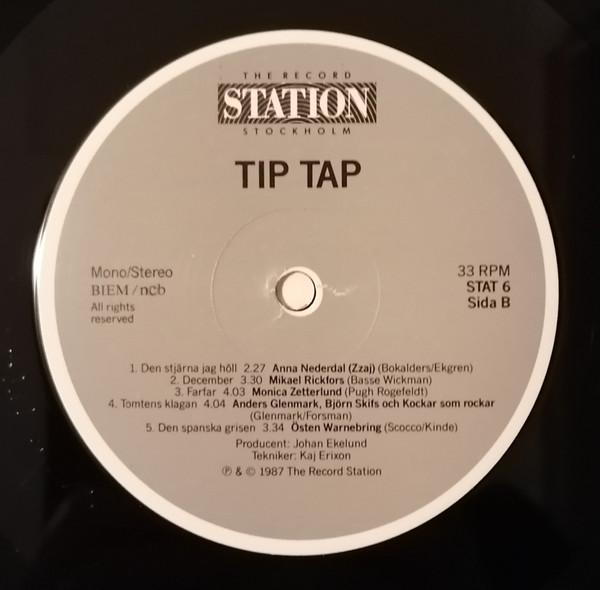 THE RECORD
STATION
STOCKHOLM
TIP TAP
Mono/Stereo
BIEM/ncb
All rights
reserved
33 RPM
STAT 6
Sida B
1. Den stjärna jag höll 2.27 Anna Nederdal (Zzaj) (Bokalders/Ekgren)
2. December 3.30 Mikael Rickfors (Basse Wickman)
3. Farfar 4.03 Monica Zetterlund (Pugh Rogefeldt)
4. Tomtens klagan 4.04 Anders Glenmark, Björn Skifs och Kockar som rockar
(Glenmark/Forsman)
5. Den spanska grisen 3.34 Östen Warnebring (Scocco/Kinde)
Producent: Johan Ekelund
Tekniker: Kaj Erixon
℗ & © 1987 The Record Station